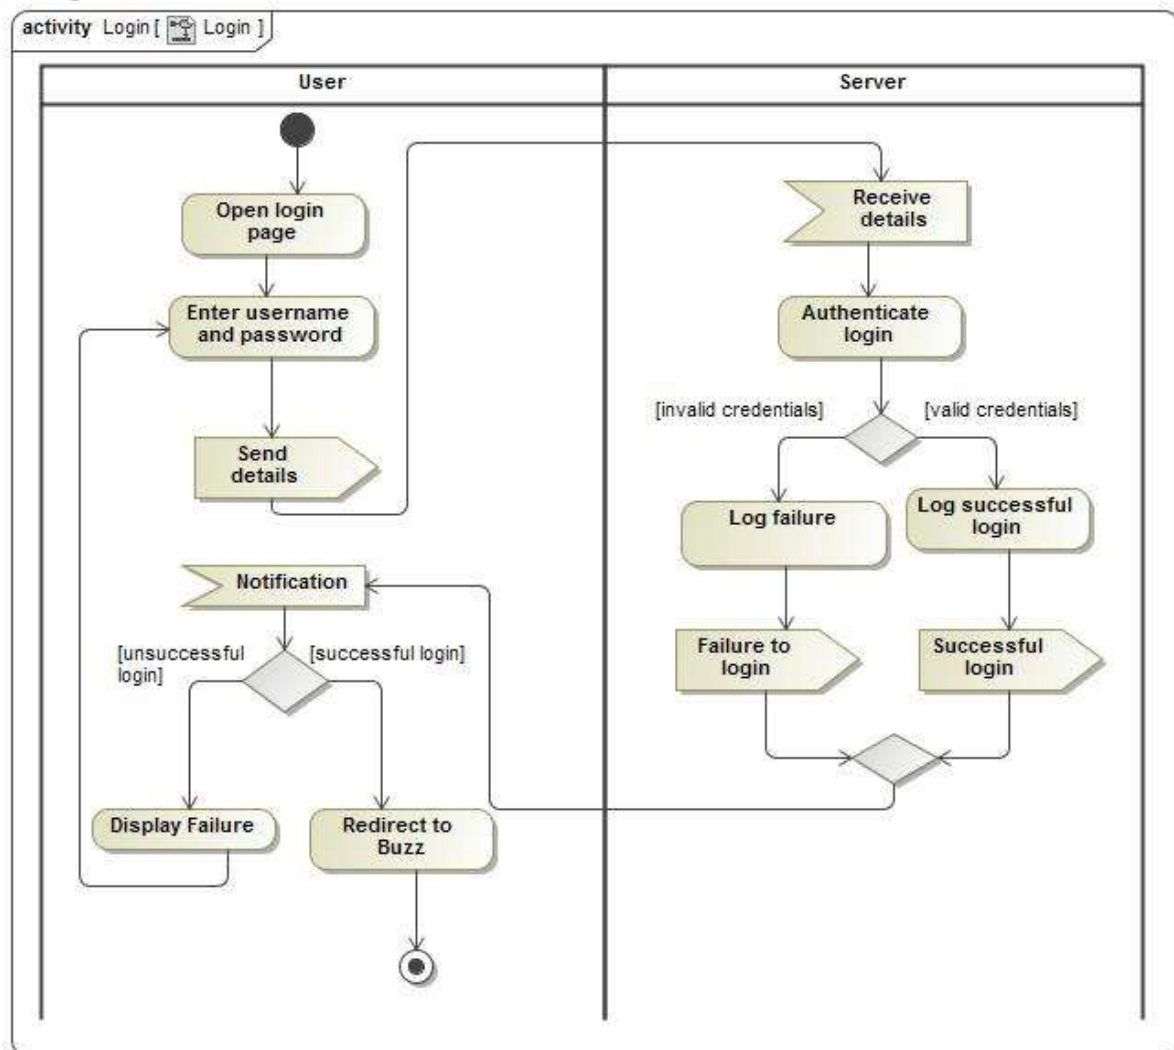 activity Login [ Login ]
User
Server
Open login
page
Enter username
and password
Send
details
Receive
details
Authenticate
login
[invalid credentials]
[valid credentials]
Log failure
Log successful
login
Failure to
login
Successful
login
Notification
[unsuccessful
login]
[successful login]
Display Failure
Redirect to
Buzz